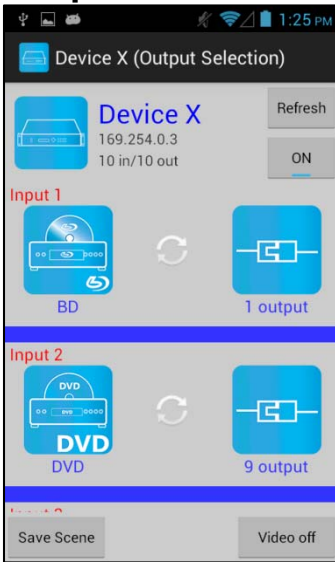 1:25 PM
Device X (Output Selection)
Device X
169.254.0.3
10 in/10 out
Refresh
ON
Input 1
BD
1 output
Input 2
DVD
DVD
DVD
9 output
Save Scene
Video off